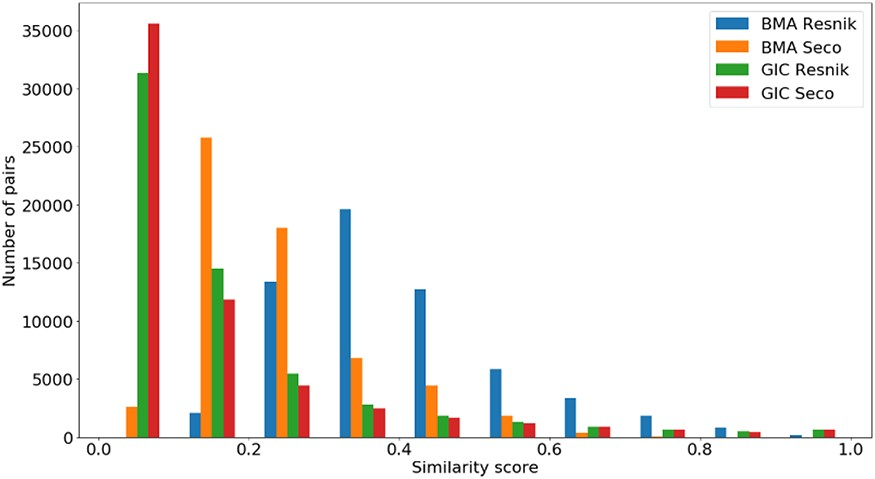 35000
30000
25000
20000
15000
10000
5000
0
Number of pairs
0.0 0.2 0.4 0.6 0.8 1.0
Similarity score
BMA Resnik
BMA Seco
GIC Resnik
GIC Seco